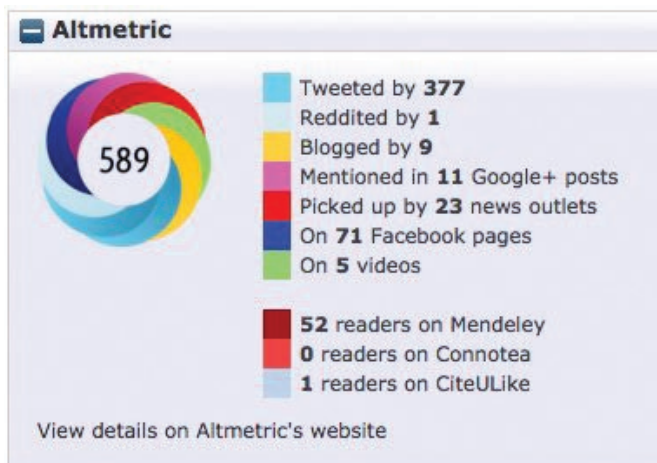 Altmetric
589
Tweeted by 377
Reddited by 1
Blogged by 9
Mentioned in 11 Google+ posts
Picked up by 23 news outlets
On 71 Facebook pages
On 5 videos
52 readers on Mendeley
0 readers on Connotea
1 readers on CiteULike
View details on Altmetric's website